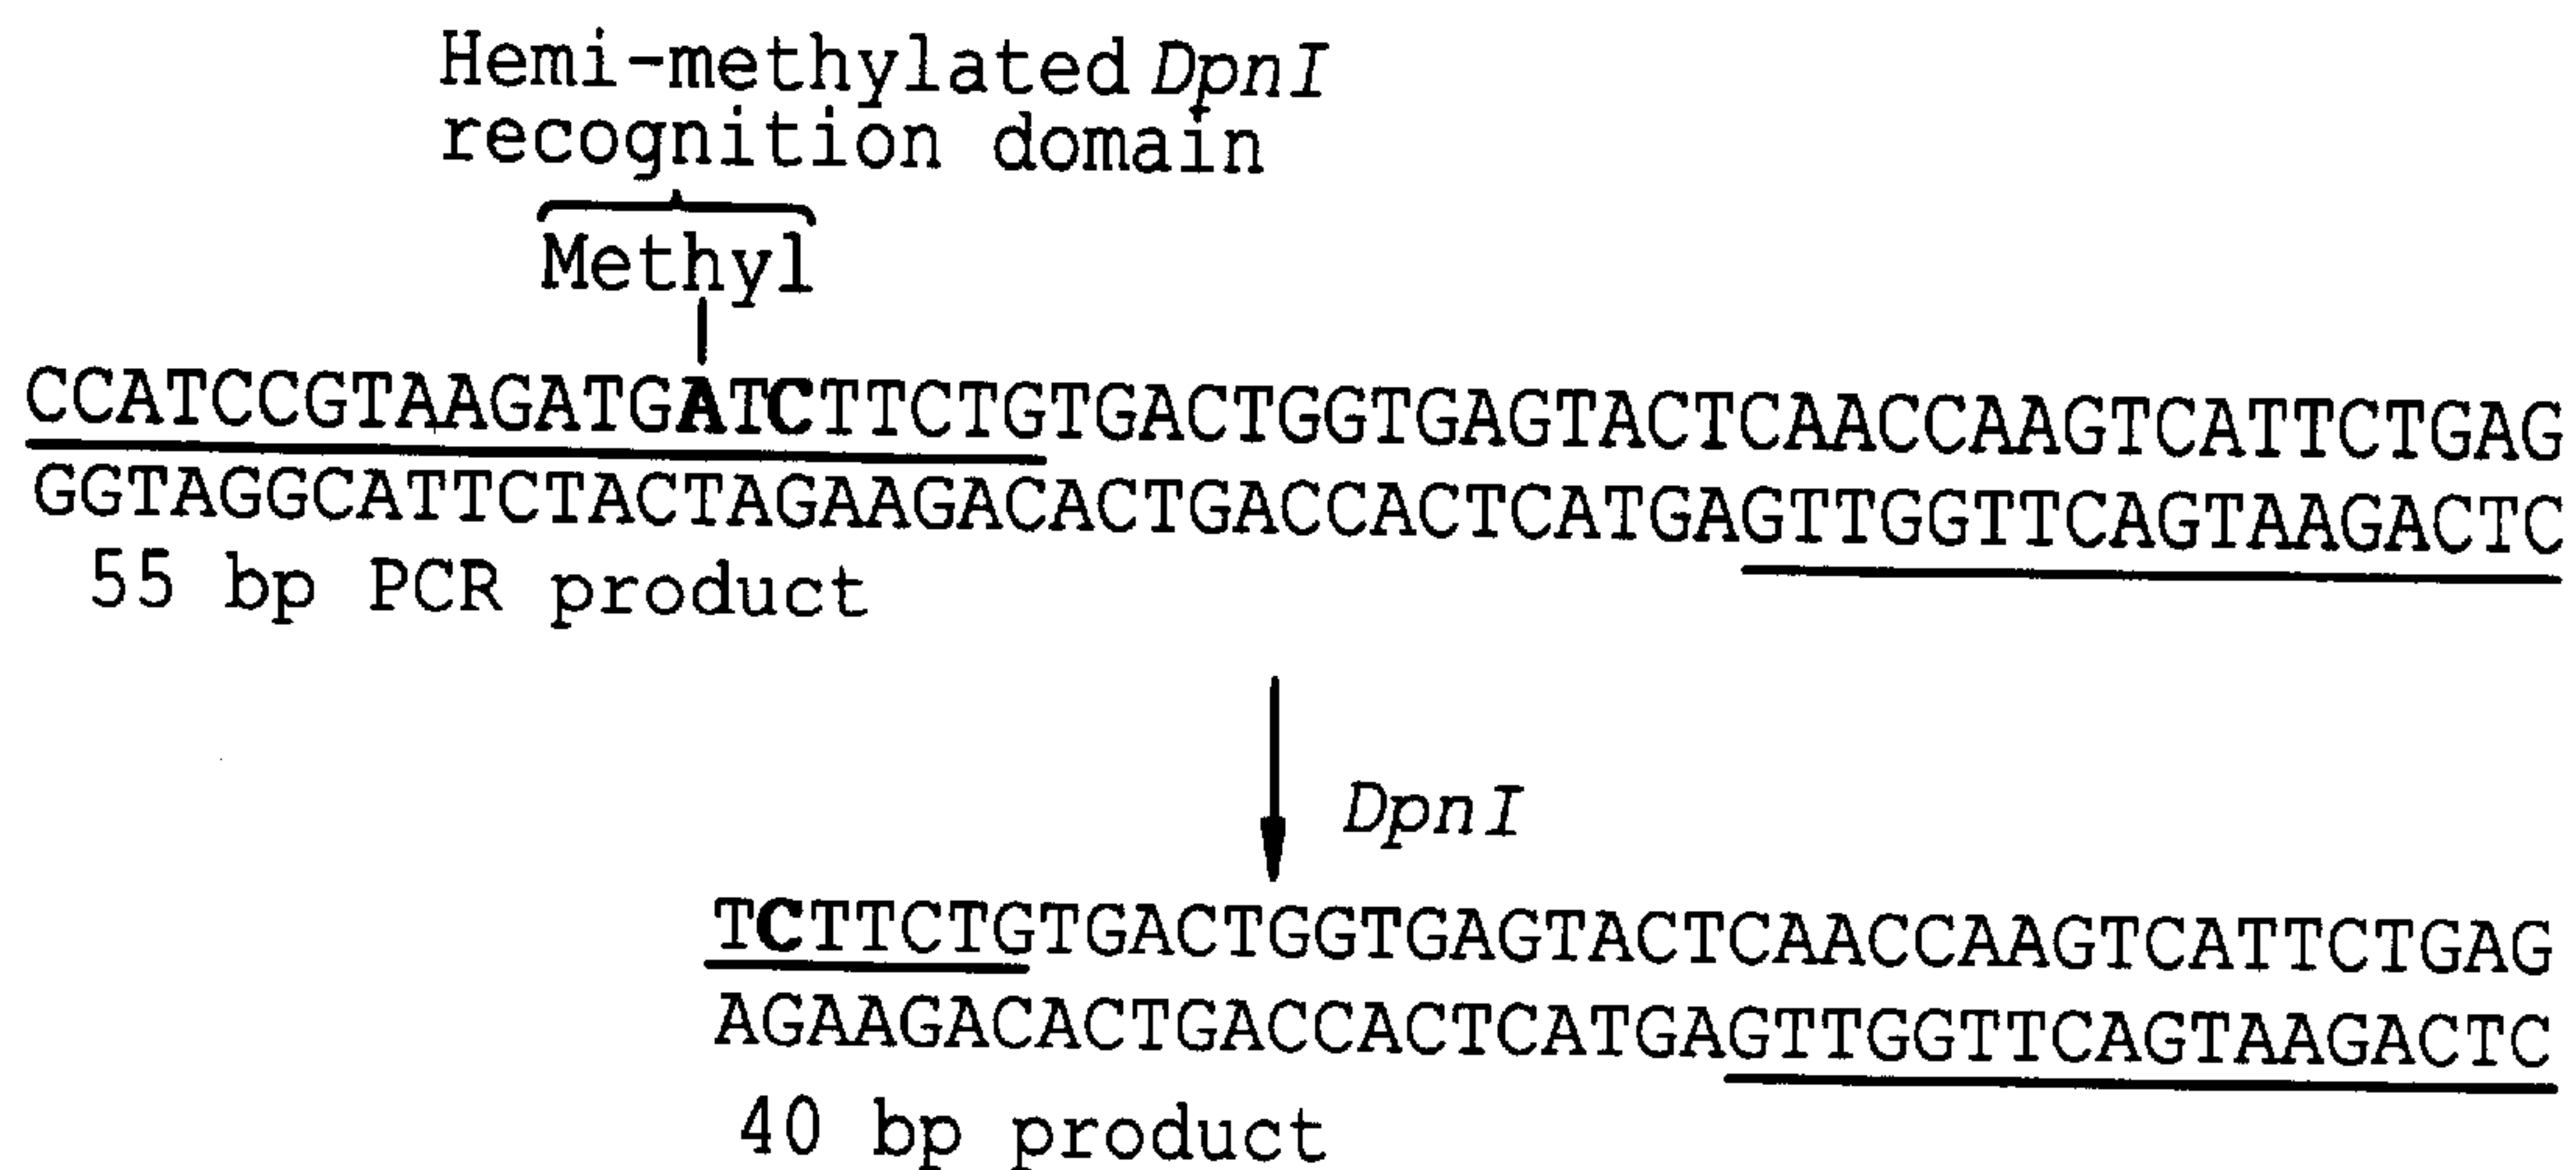 Hemi-methylated DpnI
recognition domain
Methyl
CCATCCGTAAGATGATCTTCTGTGACTGGTGAGTACTCAACCAAGTCATTCTGAG
GGTAGGCATTCTACTAGAAGACACTGACCACTCATGAGTTGGTTCAGTAAGACTC
55 bp PCR product
DpnI
TCTTCTGTGACTGGTGAGTACTCAACCAAGTCATTCTGAG
AGAAGACACTGACCACTCATGAGTTGGTTCAGTAAGACTC
40 bp product